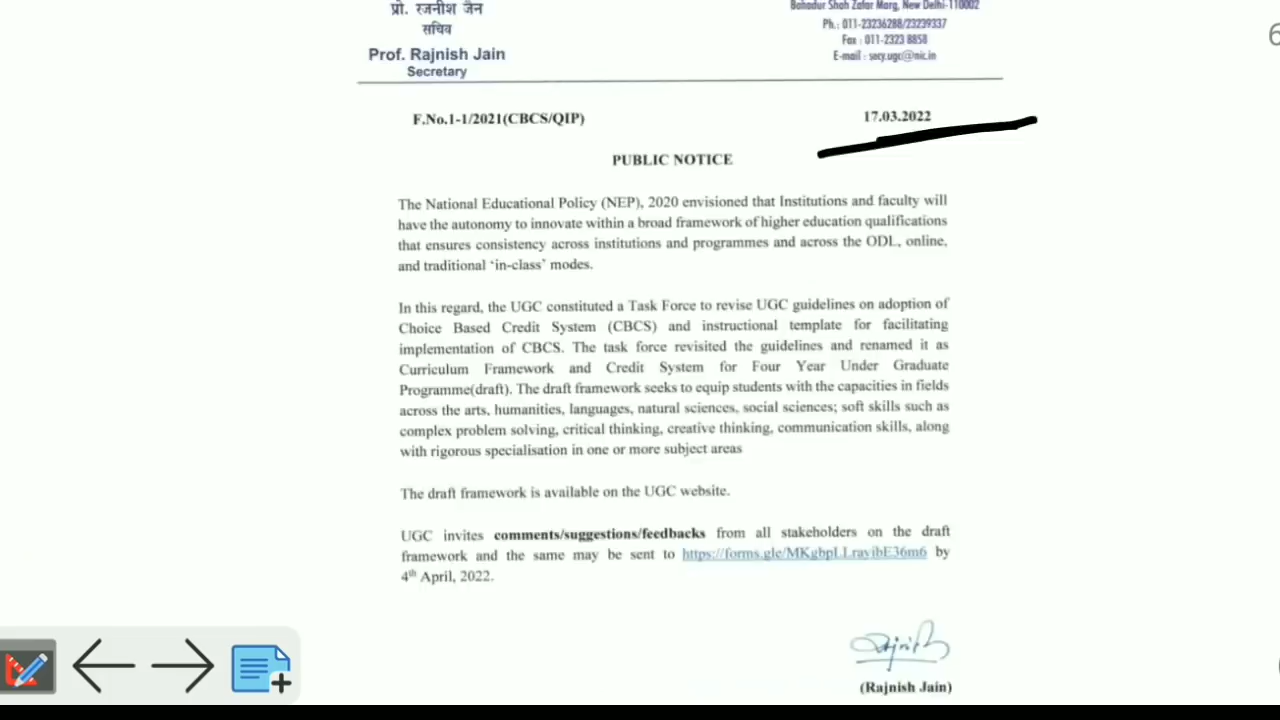 प्रो. रजनीश जैन
सचिव
Prof. Rajnish Jain
Secretary
Bahadur Shah Zafar Marg, New Delhi-110002
Ph.: 011-23236288/23239337
Fax : 011-2323 8858
E-mail : secy.ugc@nic.in
6
F.No.1-1/2021(CBCS/QIP)
17.03.2022
PUBLIC NOTICE
The National Educational Policy (NEP), 2020 envisioned that Institutions and faculty will
have the autonomy to innovate within a broad framework of higher education qualifications
that ensures consistency across institutions and programmes and across the ODL, online,
and traditional ‘in-class’ modes.
In this regard, the UGC constituted a Task Force to revise UGC guidelines on adoption of
Choice Based Credit System (CBCS) and instructional template for facilitating
implementation of CBCS. The task force revisited the guidelines and renamed it as
Curriculum Framework and Credit System for Four Year Under Graduate
Programme(draft). The draft framework seeks to equip students with the capacities in fields
across the arts, humanities, languages, natural sciences, social sciences; soft skills such as
complex problem solving, critical thinking, creative thinking, communication skills, along
with rigorous specialisation in one or more subject areas
The draft framework is available on the UGC website.
UGC invites comments/suggestions/feedbacks from all stakeholders on the draft
framework and the same may be sent to https://forms.gle/MKgbpLLravibE36m6 by
4th April, 2022.
(Rajnish Jain)